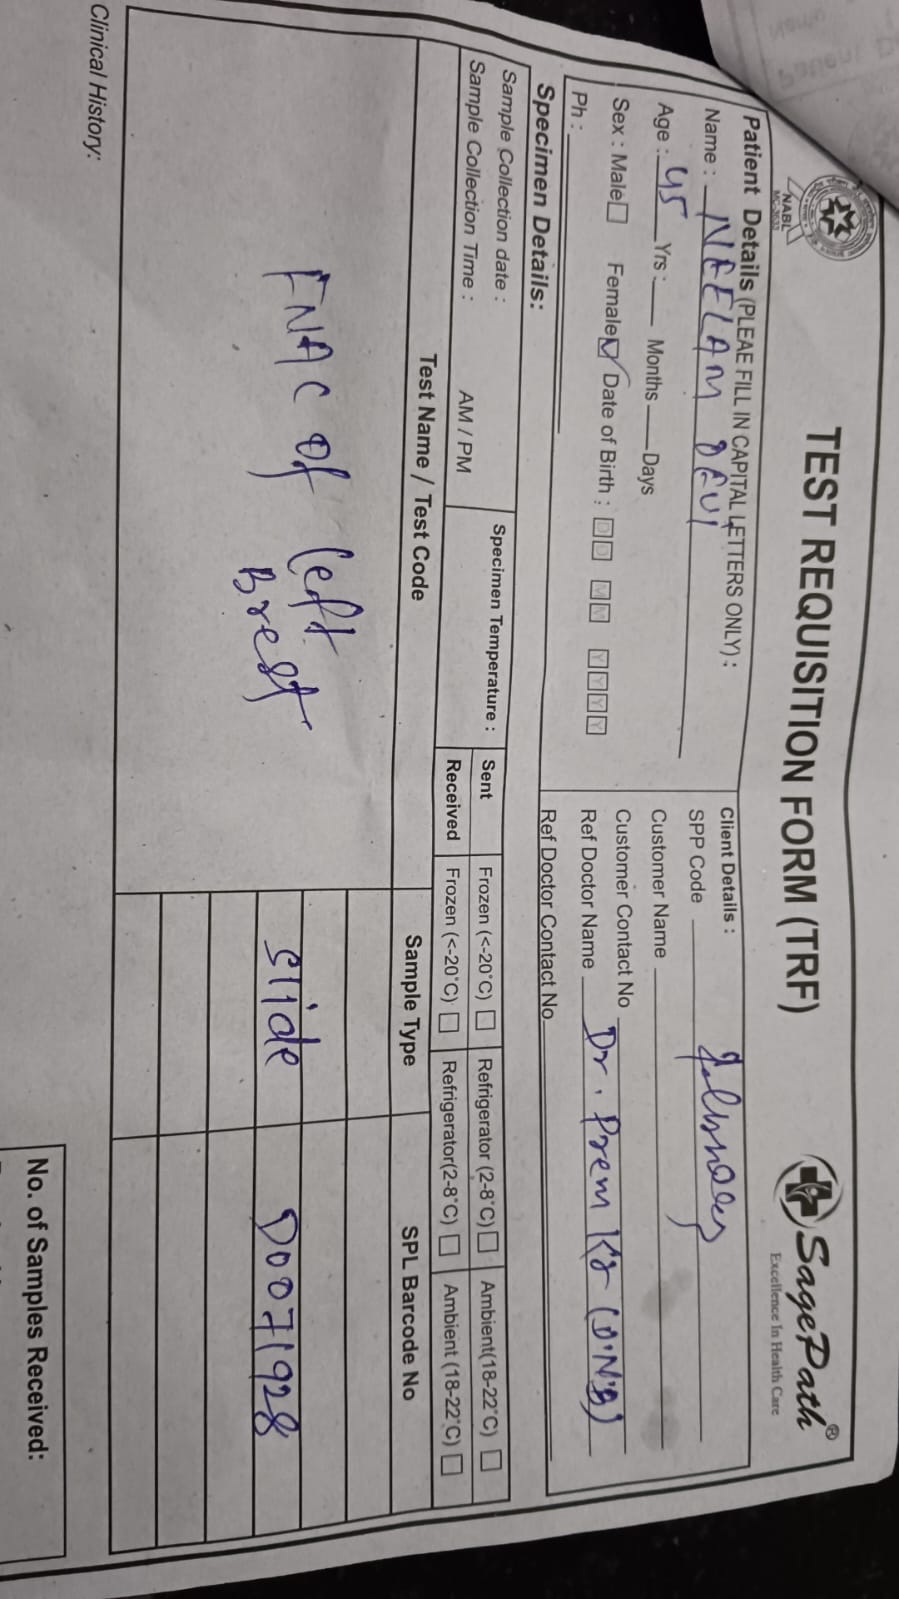 TEST REQUISITION FORM (TRF)
NABL
MC-3633
SagePath®
Excellence In Health Care
Patient Details (PLEAE FILL IN CAPITAL LETTERS ONLY):
Name : NEELAM DEVI
Age : 45 Yrs : Months Days
Sex : Male Female ✓ Date of Birth : D D M M Y Y Y Y
Ph :
Client Details :
SPP Code
Customer Name
Customer Contact No
Ref Doctor Name Dr. Prem Kr (D.N.B)
Ref Doctor Contact No
Specimen Details:
Sample Collection date :
Sample Collection Time : AM / PM
Specimen Temperature :
Sent Frozen (<-20°C) Refrigerator (2-8°C) Ambient(18-22°C)
Received Frozen (<-20°C) Refrigerator(2-8°C) Ambient (18-22°C)
Test Name / Test Code Sample Type SPL Barcode No
FNAC of left
Brest
slide D0071928
Clinical History:
No. of Samples Received: